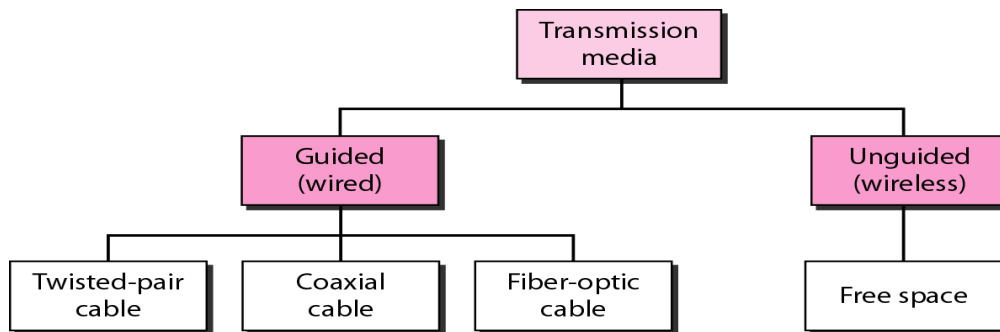 Transmission
media
Guided
(wired)
Unguided
(wireless)
Twisted-pair
cable
Coaxial
cable
Fiber-optic
cable
Free space